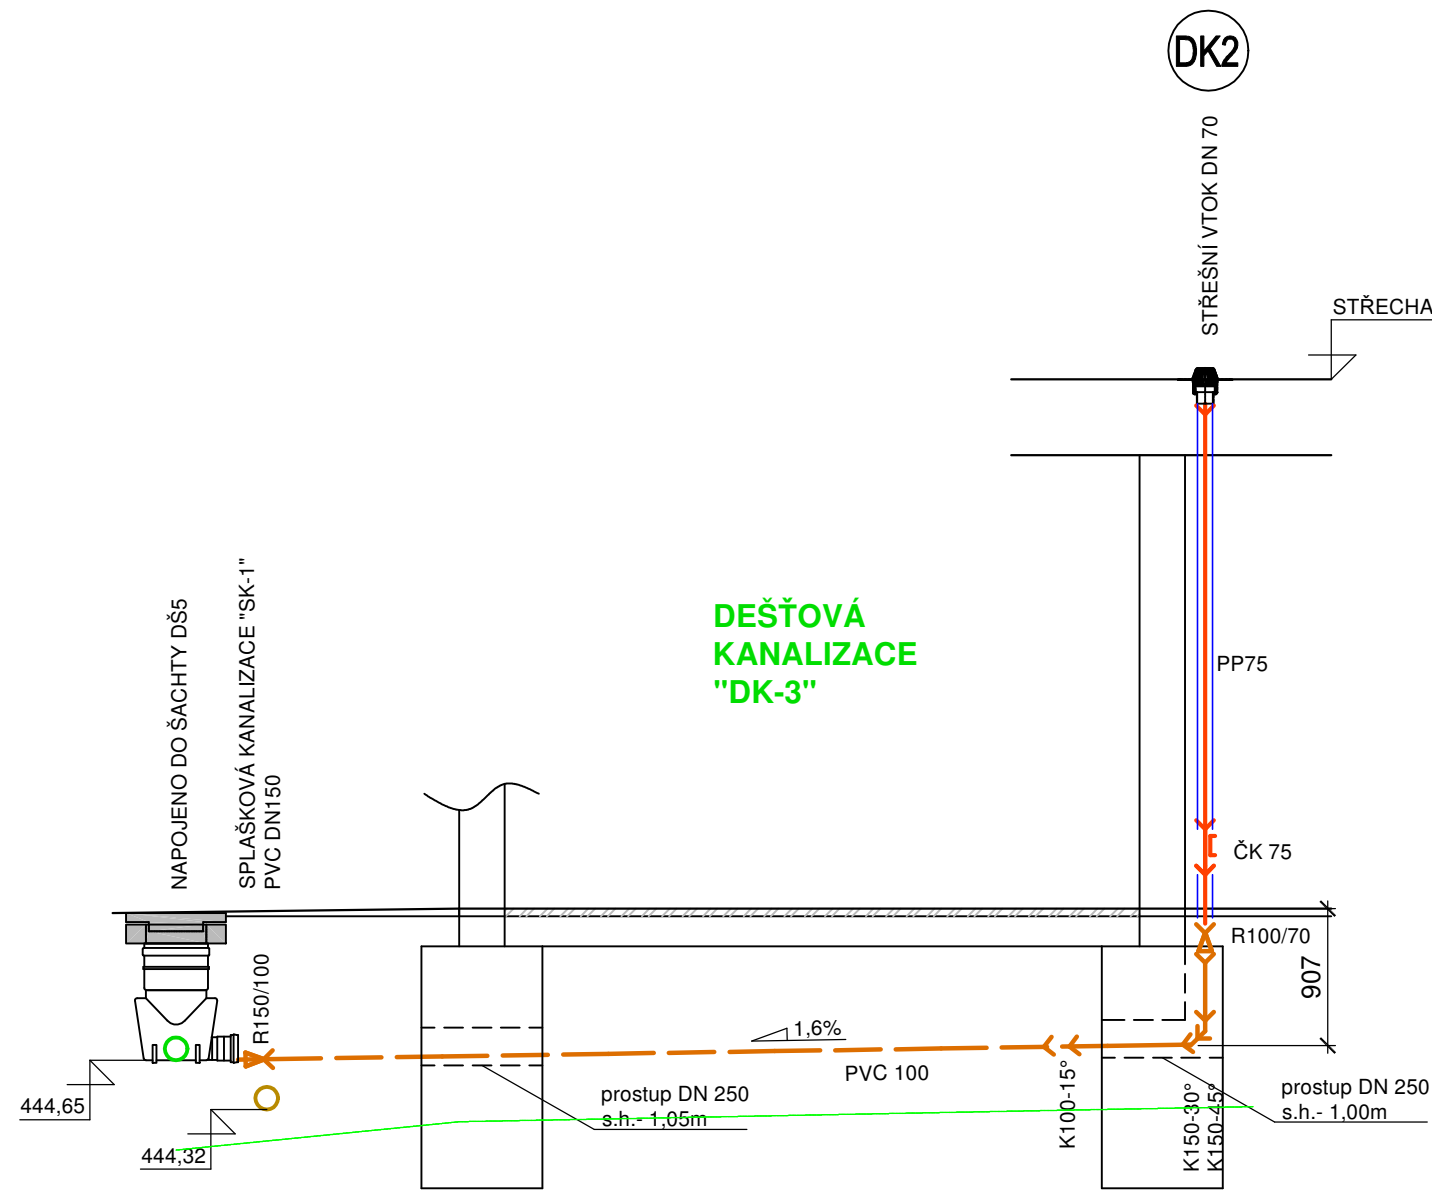 DK2
STŘEŠNÍ VTOK DN 70
STŘECHA
NAPOJENO DO ŠACHTY DŠ5
SPLAŠKOVÁ KANALIZACE "SK-1"
PVC DN150
DEŠŤOVÁ
KANALIZACE
"DK-3"
PP75
ČK 75
R100/70
907
R150/100
1,6%
PVC 100
K100-15°
K150-30°
K150-45°
prostup DN 250
s.h.- 1,05m
prostup DN 250
s.h.- 1,00m
444,65
444,32